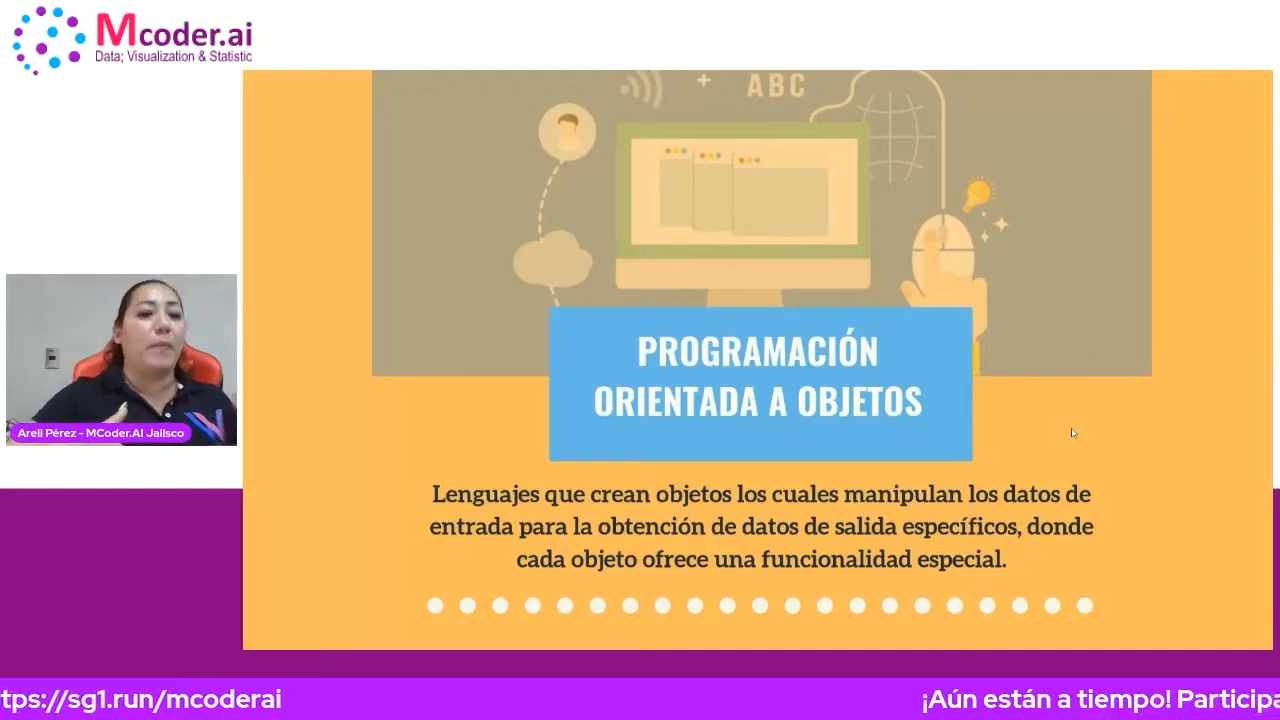 Mcoder.ai
Data; Visualization & Statistic
ABC
PROGRAMACIÓN
ORIENTADA A OBJETOS
Areli Pérez - MCoder.AI Jalisco
Lenguajes que crean objetos los cuales manipulan los datos de
entrada para la obtención de datos de salida específicos, donde
cada objeto ofrece una funcionalidad especial.
tps://sg1.run/mcoderai
¡Aún están a tiempo! Participa